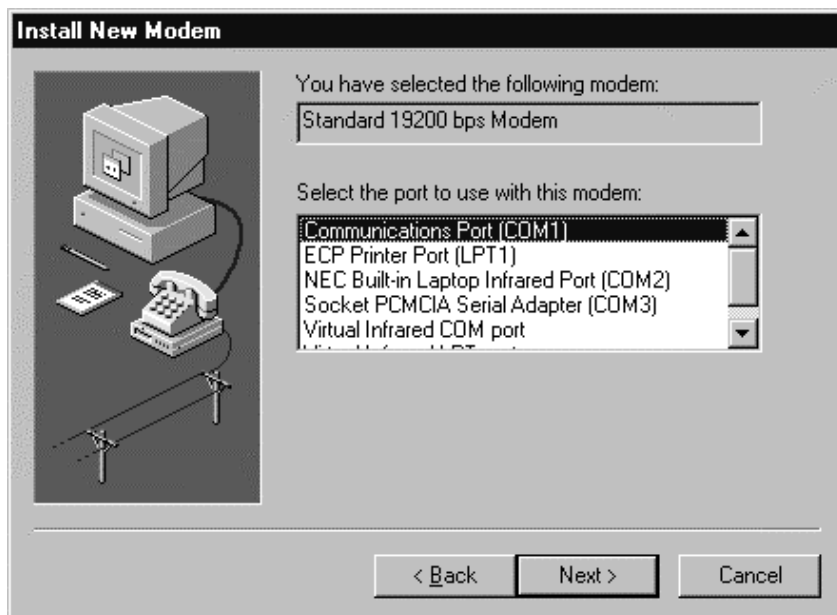 Install New Modem
You have selected the following modem:
Standard 19200 bps Modem
Select the port to use with this modem:
Communications Port (COM1)
ECP Printer Port (LPT1)
NEC Built-in Laptop Infrared Port (COM2)
Socket PCMCIA Serial Adapter (COM3)
Virtual Infrared COM port
< Back
Next >
Cancel